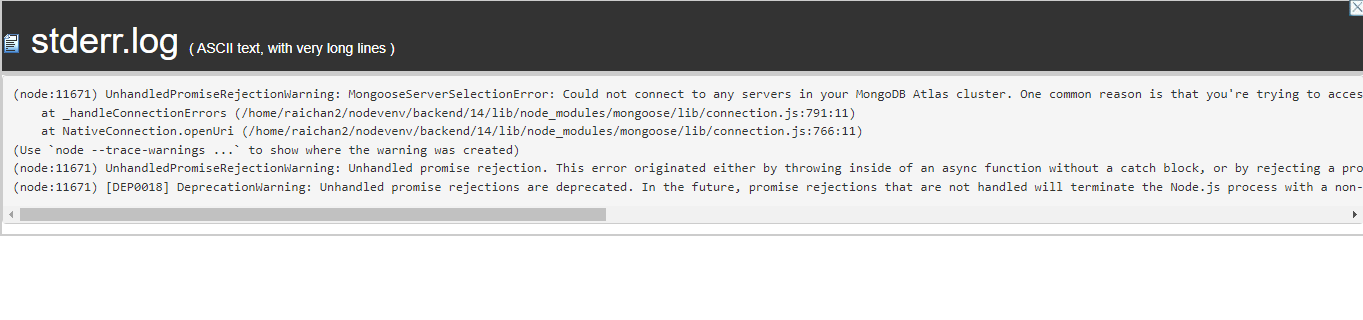 stderr.log ( ASCII text, with very long lines )
(node:11671) UnhandledPromiseRejectionWarning: MongooseServerSelectionError: Could not connect to any servers in your MongoDB Atlas cluster. One common reason is that you're trying to acces
at _handleConnectionErrors (/home/raichan2/nodevenv/backend/14/lib/node_modules/mongoose/lib/connection.js:791:11)
at NativeConnection.openUri (/home/raichan2/nodevenv/backend/14/lib/node_modules/mongoose/lib/connection.js:766:11)
(Use `node --trace-warnings ...` to show where the warning was created)
(node:11671) UnhandledPromiseRejectionWarning: Unhandled promise rejection. This error originated either by throwing inside of an async function without a catch block, or by rejecting a pro
(node:11671) [DEP0018] DeprecationWarning: Unhandled promise rejections are deprecated. In the future, promise rejections that are not handled will terminate the Node.js process with a non-